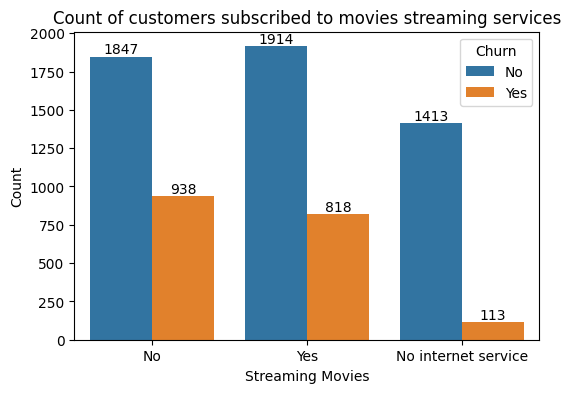 Count of customers subscribed to movies streaming services
Count
2000
1750
1500
1250
1000
750
500
250
0
1847
938
1914
818
1413
113
Churn
No
Yes
No
Yes
No internet service
Streaming Movies